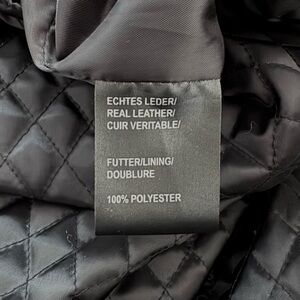 ECHTES LEDER/
REAL LEATHER/
CUIR VERITABLE/
FUTTER/LINING/
DOUBLURE
100% POLYESTER